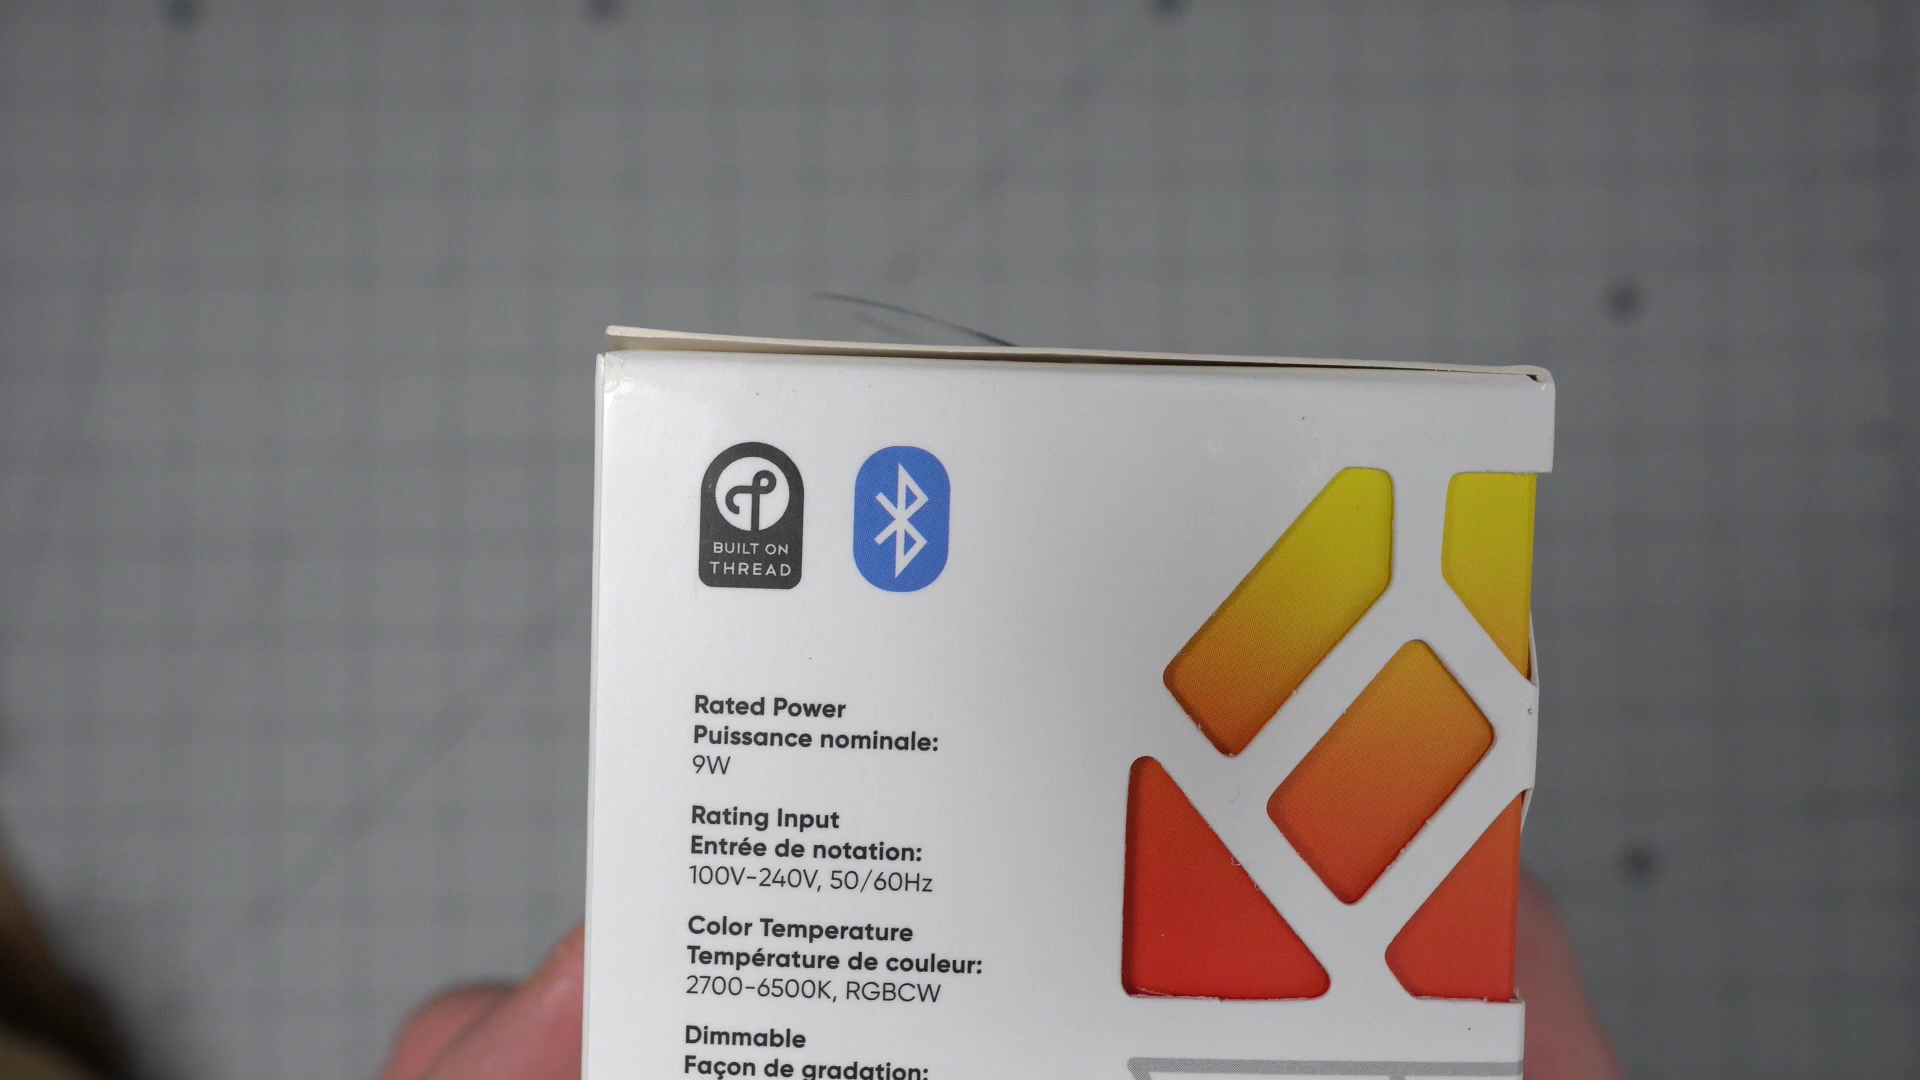 BUILT ON
THREAD
Rated Power
Puissance nominale:
9W
Rating Input
Entrée de notation:
100V-240V, 50/60Hz
Color Temperature
Température de couleur:
2700-6500K, RGBCW
Dimmable
Façon de gradation: